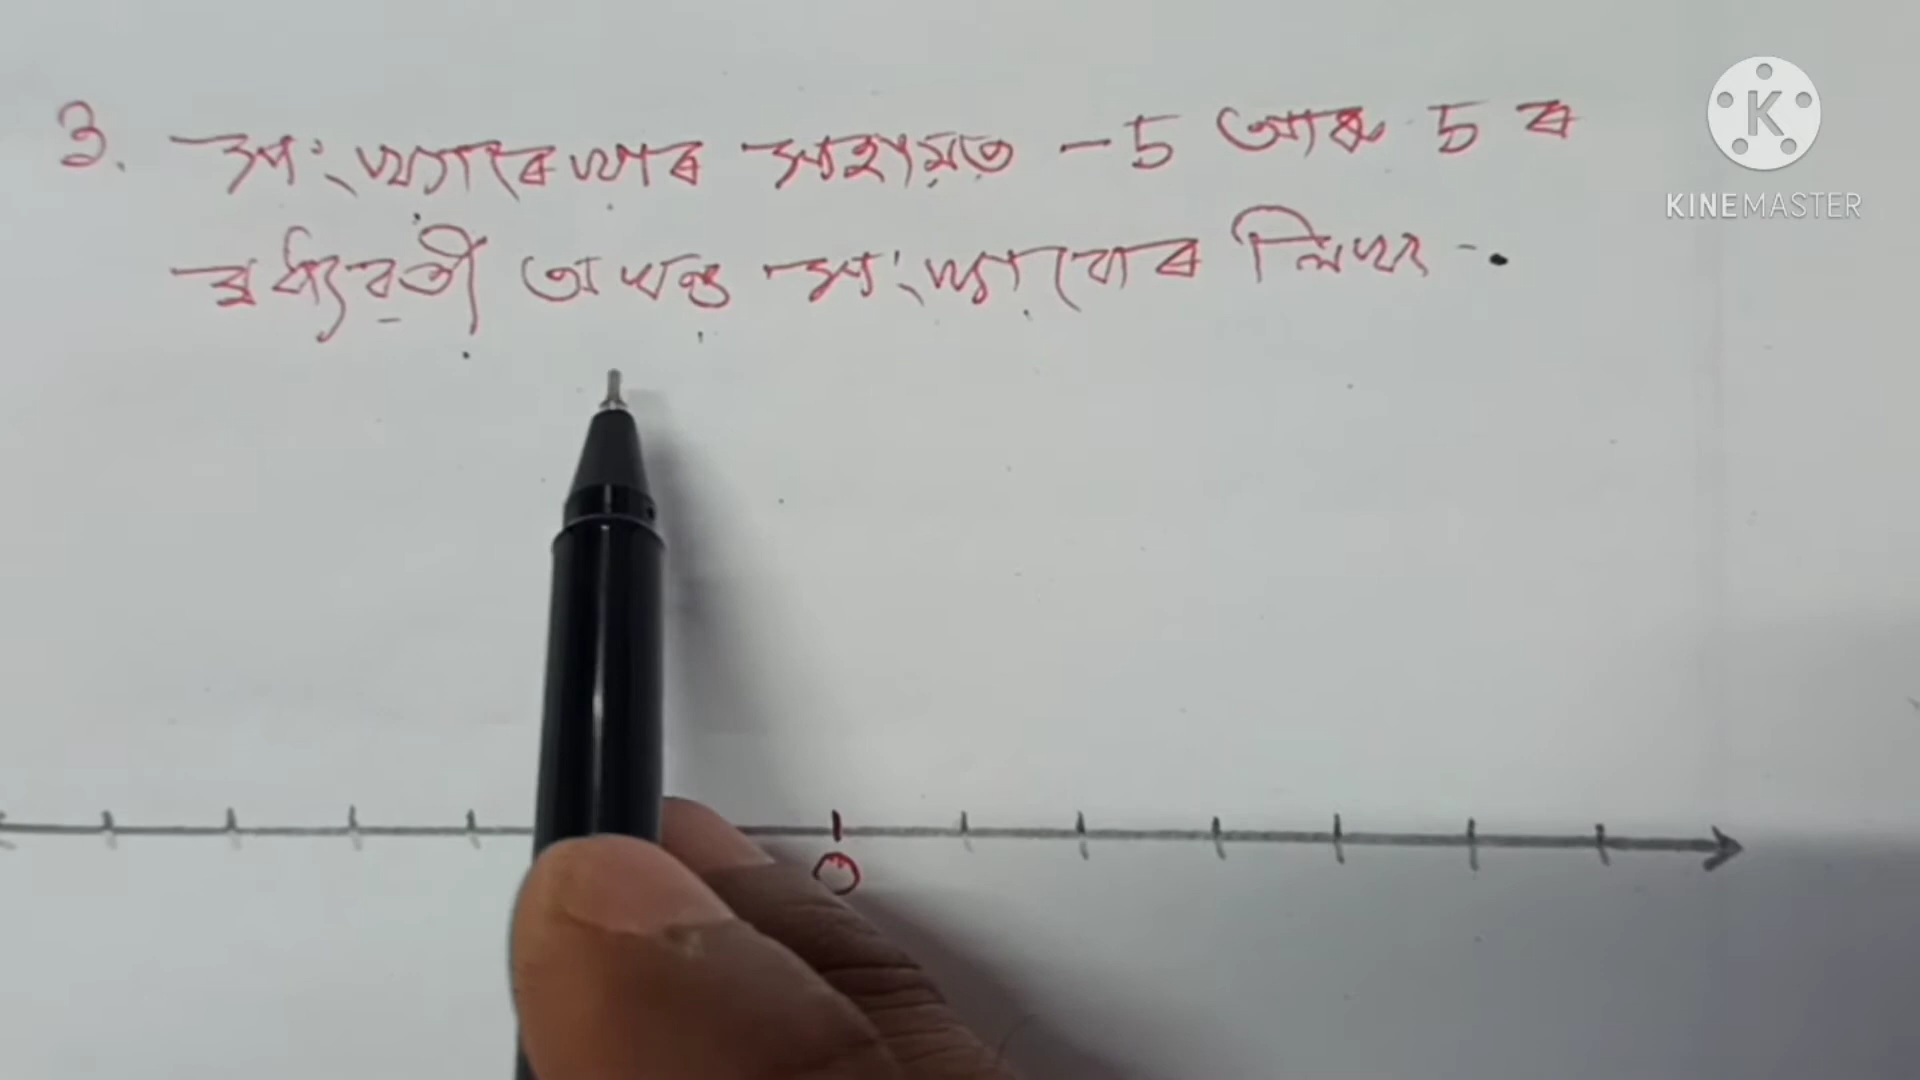 3. সংখ্যাৰেখাৰ সহায়ত -5 আৰু 5 ৰ
মধ্যৱৰ্তী অখণ্ড সংখ্যাবোৰ লিখা -.
0
K
KINEMASTER